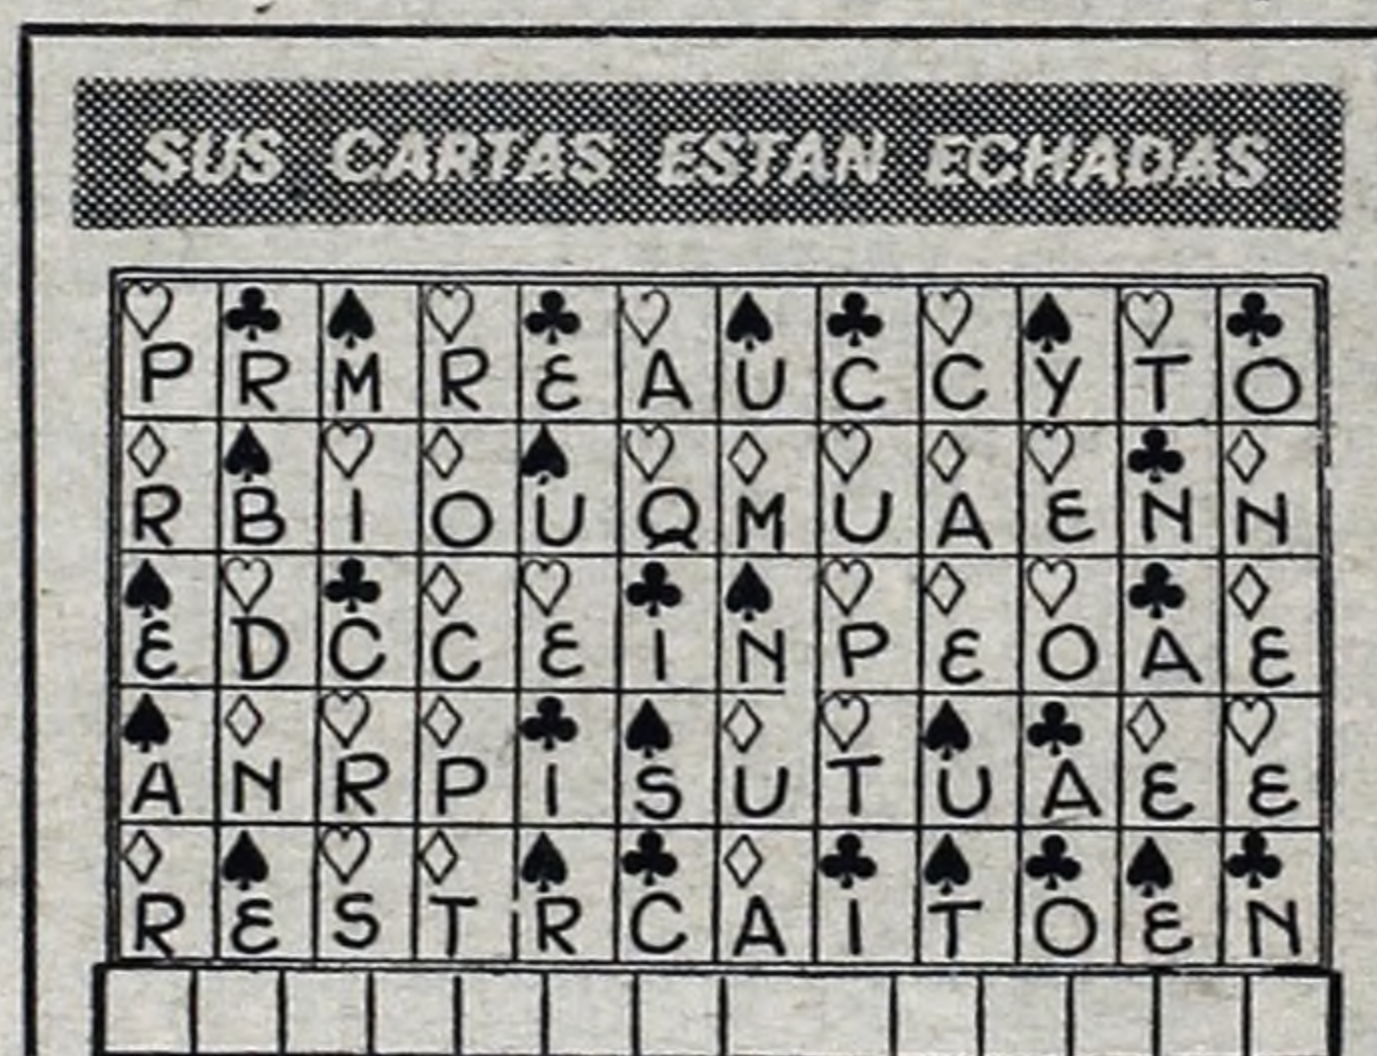 SUS CARTAS ESTAN ECHADAS
♡ ♣ ♠ ♡ ♣ ♡ ♠ ♣ ♡ ♠ ♡ ♣
P R M R E A U C C Y T O
♢ ♠ ♡ ♢ ♠ ♡ ♢ ♡ ♢ ♡ ♣ ♢
R B I O U Q M U A E N N
♠ ♡ ♣ ♢ ♡ ♣ ♠ ♡ ♢ ♡ ♣ ♢
E D C C E I N P E O A E
♠ ♢ ♡ ♢ ♣ ♠ ♢ ♡ ♠ ♣ ♢ ♡
A N R P I S U T U A E E
♢ ♠ ♡ ♢ ♠ ♣ ♢ ♣ ♠ ♣ ♠ ♣
R E S T R C A I T O E N